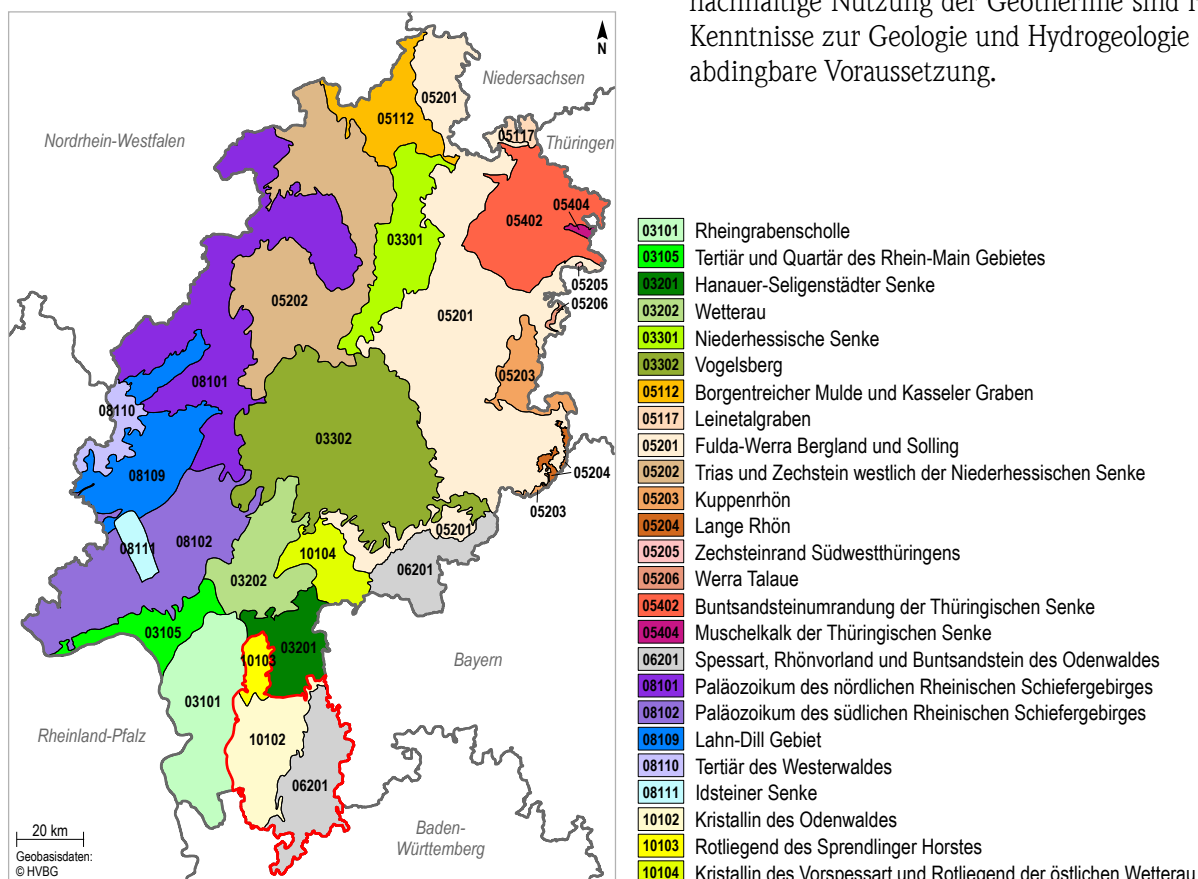 nachhaltige Nutzung der Geothermie sind
Kenntnisse zur Geologie und Hydrogeologie
abdingbare Voraussetzung.
N
Niedersachsen
Nordrhein-Westfalen
Thüringen
Bayern
Rheinland-Pfalz
Baden-
Württemberg
05201
05112
05117
05404
05402
03301
05205
05206
05202
05201
05203
08101
08110
03302
08109
05204
05203
05201
08111
08102
10104
06201
03202
03105
03201
10103
03101
10102
06201
20 km
Geobasisdaten:
© HVBG
03101 Rheingrabenscholle
03105 Tertiär und Quartär des Rhein-Main Gebietes
03201 Hanauer-Seligenstädter Senke
03202 Wetterau
03301 Niederhessische Senke
03302 Vogelsberg
05112 Borgentreicher Mulde und Kasseler Graben
05117 Leinetalgraben
05201 Fulda-Werra Bergland und Solling
05202 Trias und Zechstein westlich der Niederhessischen Senke
05203 Kuppenrhön
05204 Lange Rhön
05205 Zechsteinrand Südwestthüringens
05206 Werra Talaue
05402 Buntsandsteinumrandung der Thüringischen Senke
05404 Muschelkalk der Thüringischen Senke
06201 Spessart, Rhönvorland und Buntsandstein des Odenwaldes
08101 Paläozoikum des nördlichen Rheinischen Schiefergebirges
08102 Paläozoikum des südlichen Rheinischen Schiefergebirges
08109 Lahn-Dill Gebiet
08110 Tertiär des Westerwaldes
08111 Idsteiner Senke
10102 Kristallin des Odenwaldes
10103 Rotliegend des Sprendlinger Horstes
10104 Kristallin des Vorspessart und Rotliegend der östlichen Wetterau